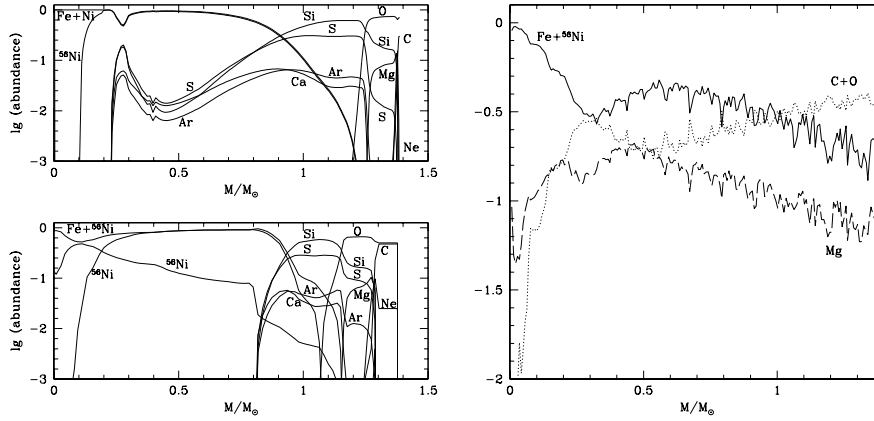 0
-1
-2
-3
lg (abundance)
Fe+Ni
⁵⁶Ni
S
Ar
Si
S
Ar
Ca
O
Si
Mg
S
C
Ne
0
0.5
1
1.5
M/M⊙
0
-1
-2
-3
lg (abundance)
Fe+⁵⁶Ni
⁵⁶Ni
⁵⁶Ni
Si
S
Ca
Ar
O
Si
S
Mg
Ar
C
Ne
0
0.5
1
1.5
M/M⊙
-0
-0.5
-1
-1.5
-2
Fe+⁵⁶Ni
C+O
Mg
0
0.5
1
M/M⊙